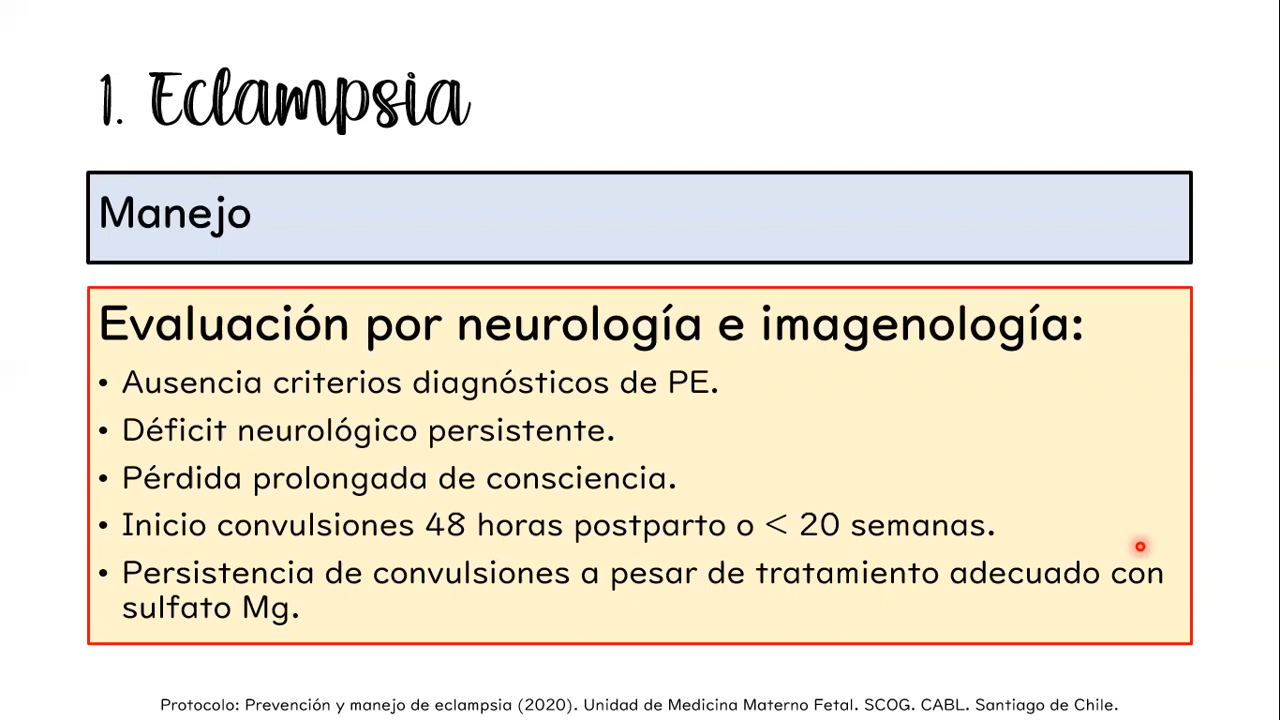 1. Eclampsia
Manejo
Evaluación por neurología e imagenología:
• Ausencia criterios diagnósticos de PE.
• Déficit neurológico persistente.
• Pérdida prolongada de consciencia.
• Inicio convulsiones 48 horas postparto o < 20 semanas.
• Persistencia de convulsiones a pesar de tratamiento adecuado con
sulfato Mg.
Protocolo: Prevención y manejo de eclampsia (2020). Unidad de Medicina Materno Fetal. SCOG. CABL. Santiago de Chile.